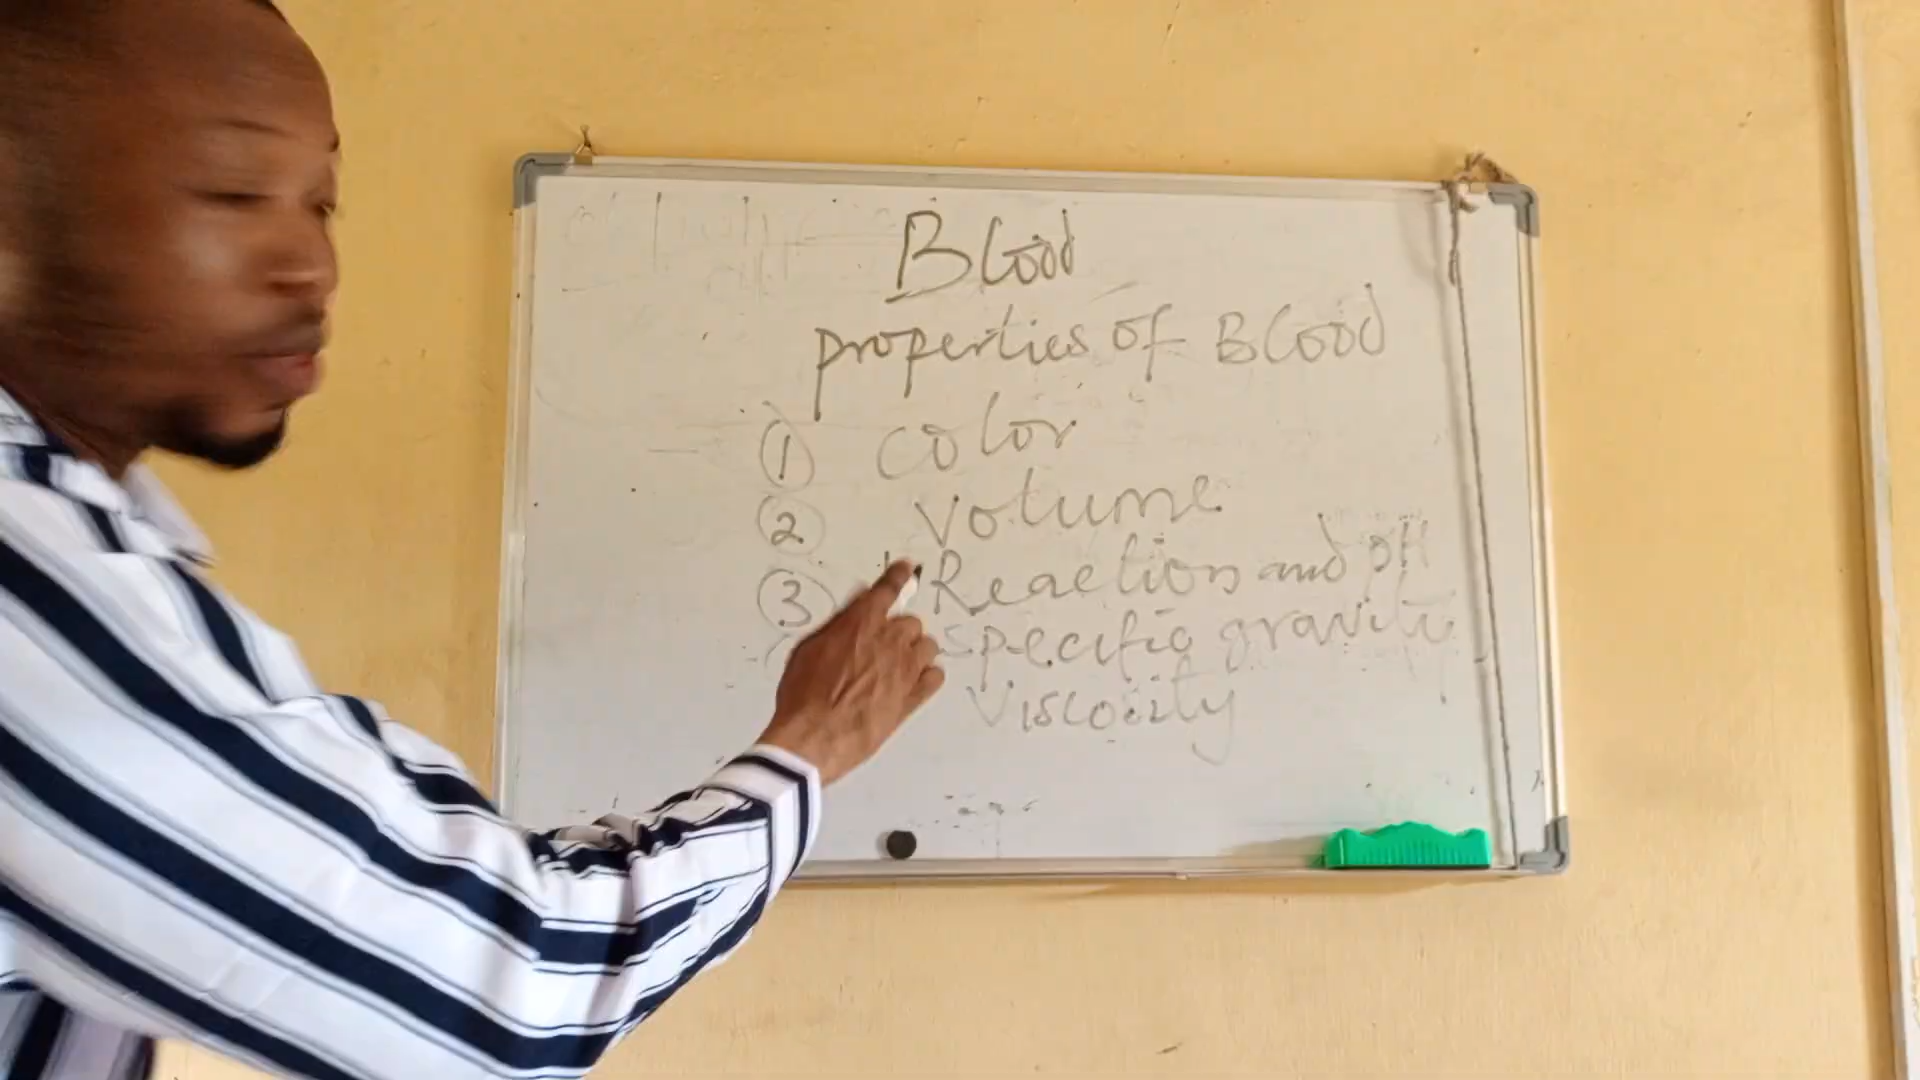 Blood
properties of Blood
① color
② volume
③ Reaction and pH
specific gravity
Viscosity